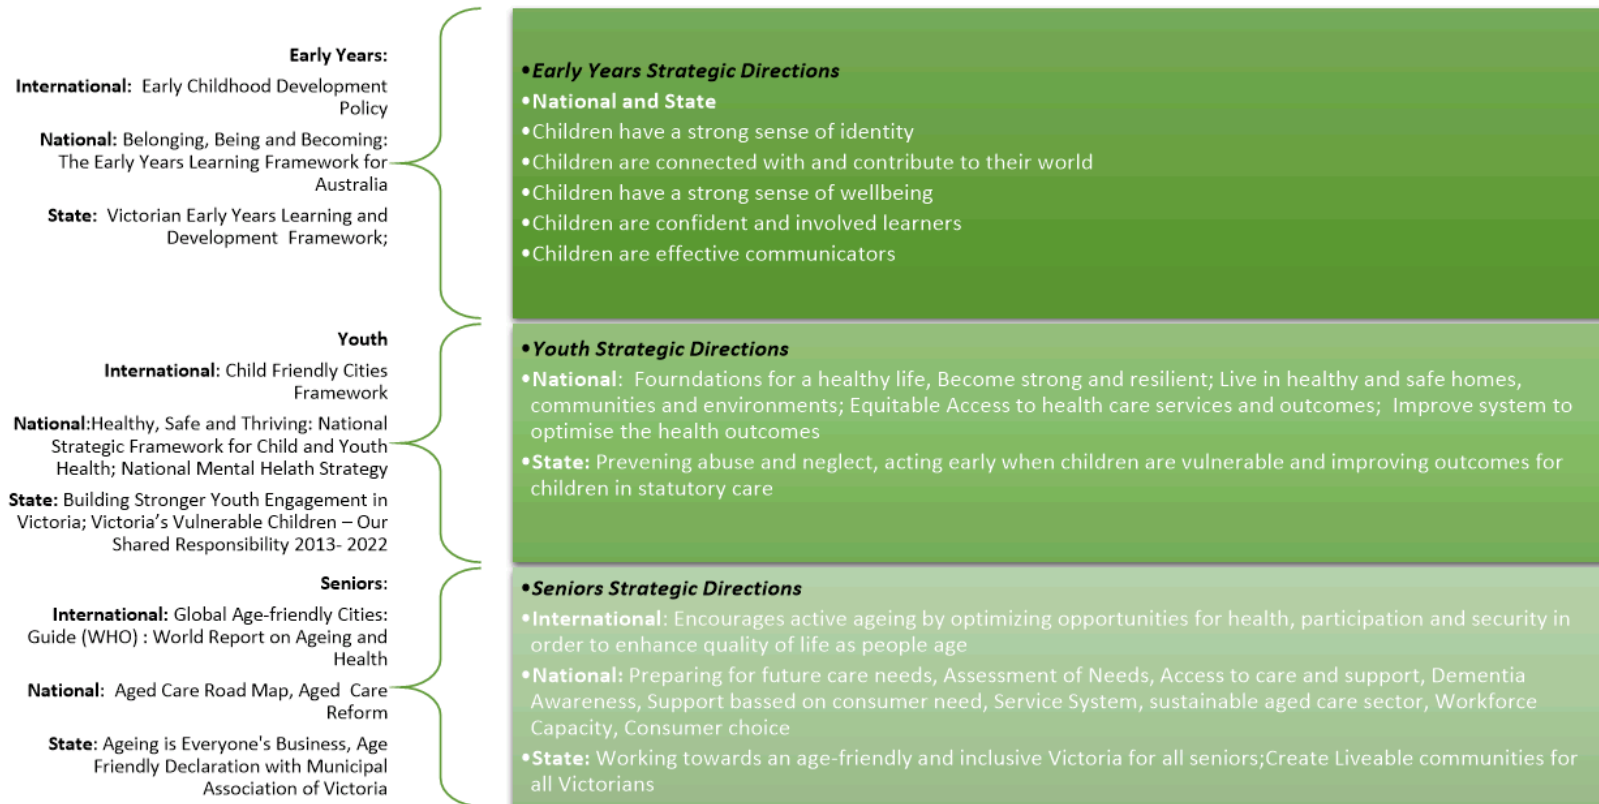 Early Years:
International:  Early Childhood Development
Policy
National: Belonging, Being and Becoming:
The Early Years Learning Framework for
Australia
State:  Victorian Early Years Learning and
Development  Framework;
•Early Years Strategic Directions
•National and State
•Children have a strong sense of identity
•Children are connected with and contribute to their world
•Children have a strong sense of wellbeing
•Children are confident and involved learners
•Children are effective communicators
Youth
International: Child Friendly Cities
Framework
National:Healthy, Safe and Thriving: National
Strategic Framework for Child and Youth
Health; National Mental Helath Strategy
State: Building Stronger Youth Engagement in
Victoria; Victoria’s Vulnerable Children – Our
Shared Responsibility 2013- 2022
•Youth Strategic Directions
•National:  Fourndations for a healthy life, Become strong and resilient; Live in healthy and safe homes,
communities and environments; Equitable Access to health care services and outcomes;  Improve system to
optimise the health outcomes
•State: Prevening abuse and neglect, acting early when children are vulnerable and improving outcomes for
children in statutory care
Seniors:
International: Global Age-friendly Cities:
Guide (WHO) : World Report on Ageing and
Health
National:  Aged Care Road Map, Aged  Care
Reform
State: Ageing is Everyone's Business, Age
Friendly Declaration with Municipal
Association of Victoria
•Seniors Strategic Directions
•International: Encourages active ageing by optimizing opportunities for health, participation and security in
order to enhance quality of life as people age
•National: Preparing for future care needs, Assessment of Needs, Access to care and support, Dementia
Awareness, Support bassed on consumer need, Service System, sustainable aged care sector, Workforce
Capacity, Consumer choice
•State: Working towards an age-friendly and inclusive Victoria for all seniors;Create Liveable communities for
all Victorians